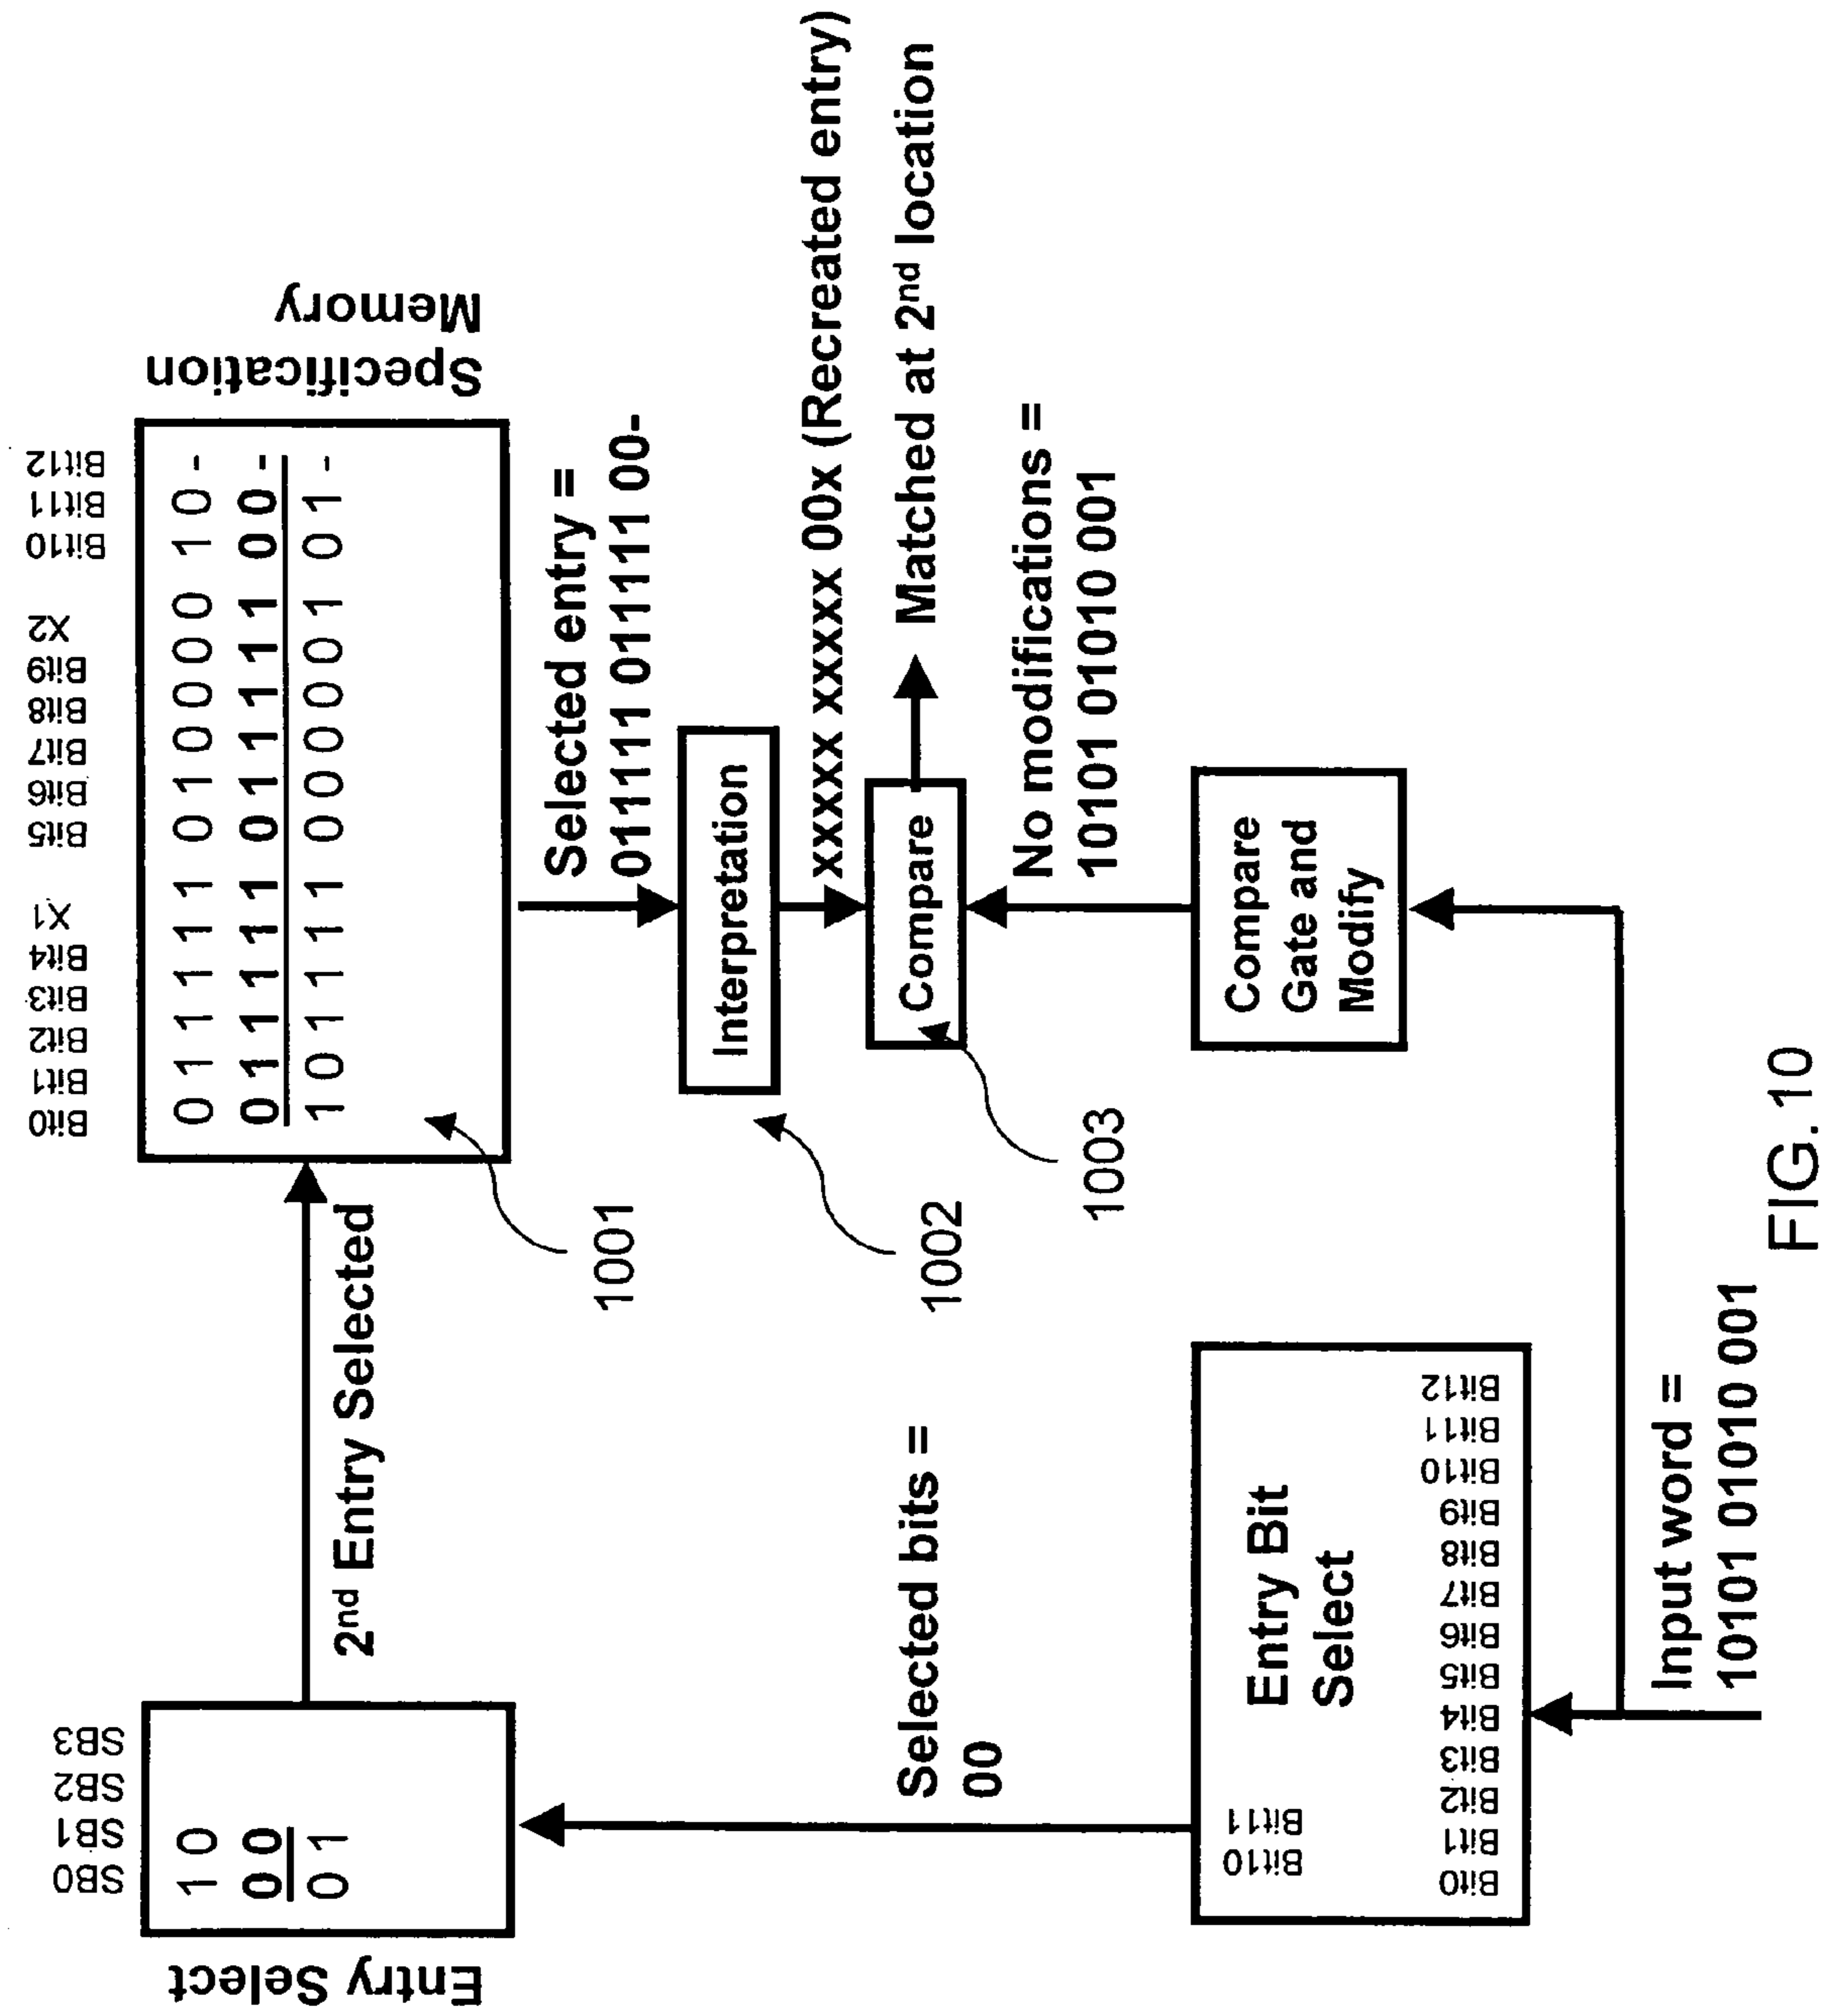 Entry Select
SB0 SB1 SB2 SB3
1 0
0 0
0 1
2nd Entry Selected
Bit0 Bit1 Bit2 Bit3 Bit4 X1 Bit5 Bit6 Bit7 Bit8 Bit9 X2 Bit10 Bit11 Bit12
0 1 1 1 1 1 0 1 0 0 0 0 1 0 -
0 1 1 1 1 1 0 1 1 1 1 1 0 0 -
1 0 1 1 1 1 0 0 0 0 0 1 0 1 -
Specification
Memory
1001
Selected entry =
011111 011111 00-
Interpretation
1002
xxxxx xxxxx 00x (Recreated entry)
Compare
Matched at 2nd location
1003
No modifications =
10101 01010 001
Compare
Gate and
Modify
Selected bits =
00
Bit10 Bit11
Entry Bit
Select
Bit0 Bit1 Bit2 Bit3 Bit4 Bit5 Bit6 Bit7 Bit8 Bit9 Bit10 Bit11 Bit12
Input word =
10101 01010 001
FIG. 10